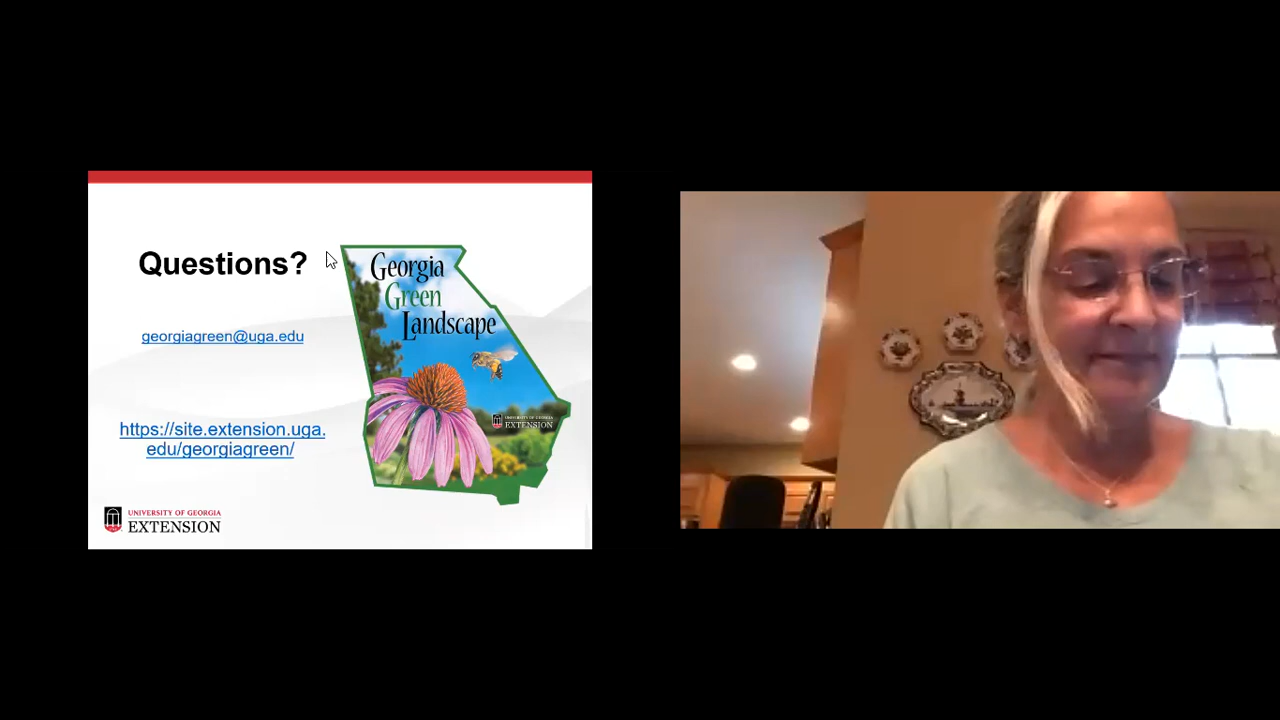 Questions?
georgiagreen@uga.edu
https://site.extension.uga.
edu/georgiagreen/
Georgia
Green
Landscape
UNIVERSITY OF GEORGIA
EXTENSION
UNIVERSITY OF GEORGIA
EXTENSION